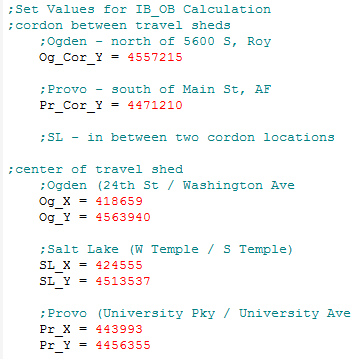 ;Set Values for IB_OB Calculation
;cordon between travel sheds
;Ogden - north of 5600 S, Roy
Og_Cor_Y = 4557215
;Provo - south of Main St, AF
Pr_Cor_Y = 4471210
;SL - in between two cordon locations
;center of travel shed
;Ogden (24th St / Washington Ave
Og_X = 418659
Og_Y = 4563940
;Salt Lake (W Temple / S Temple)
SL_X = 424555
SL_Y = 4513537
;Provo (University Pky / University Ave
Pr_X = 443993
Pr_Y = 4456355